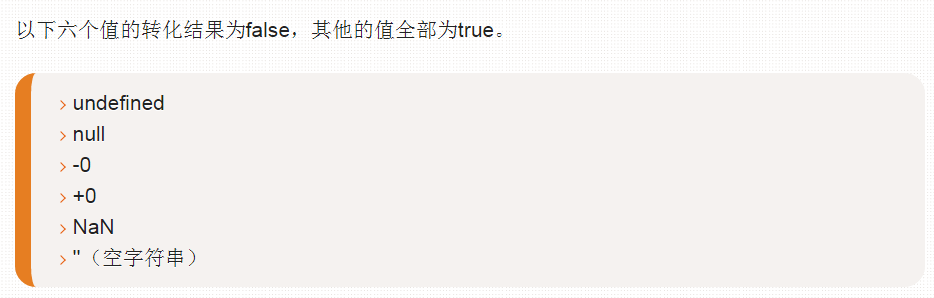 以下六个值的转化结果为false，其他的值全部为true。
› undefined
› null
› -0
› +0
› NaN
› ''（空字符串）